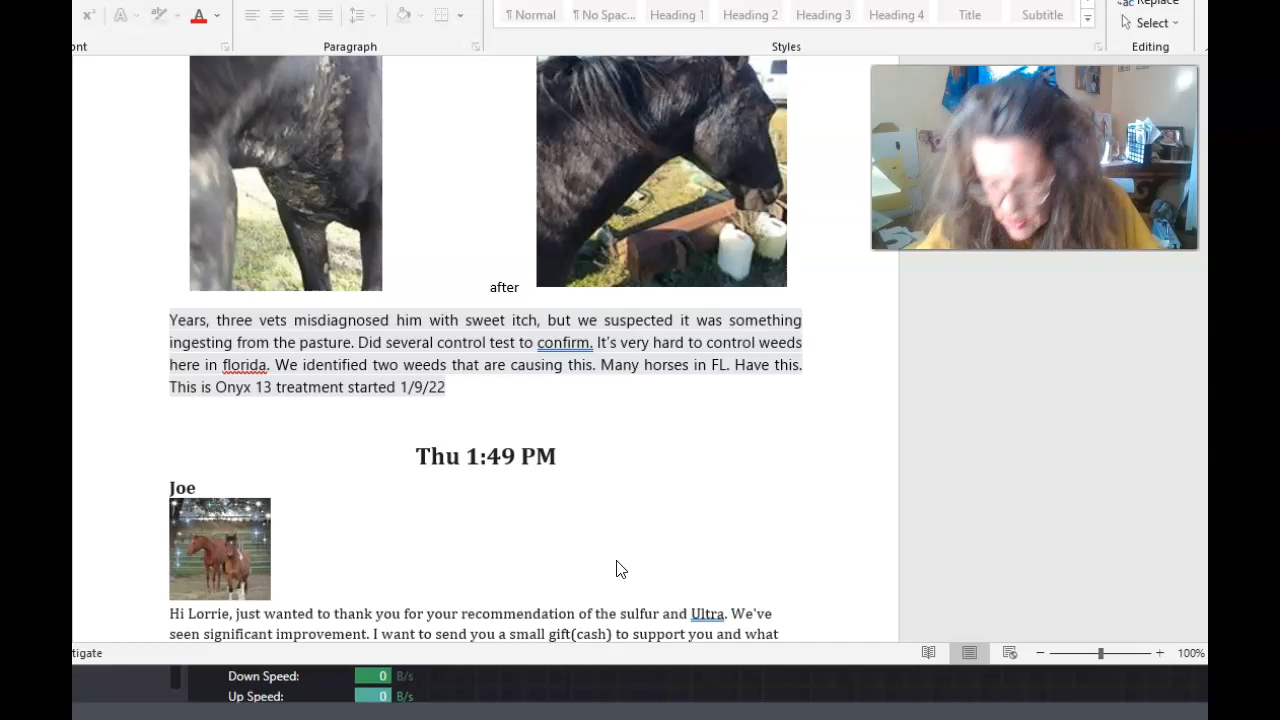 Replace
¶ Normal
¶ No Spac...
Heading 1
Heading 2
Heading 3
Heading 4
Title
Subtitle
Select
Paragraph
Styles
Editing
after
Years, three vets misdiagnosed him with sweet itch, but we suspected it was something
ingesting from the pasture. Did several control test to confirm. It's very hard to control weeds
here in florida. We identified two weeds that are causing this. Many horses in FL. Have this.
This is Onyx 13 treatment started 1/9/22
Thu 1:49 PM
Joe
Hi Lorrie, just wanted to thank you for your recommendation of the sulfur and Ultra. We've
seen significant improvement. I want to send you a small gift(cash) to support you and what
tigate
100%
Down Speed: 0 B/s
Up Speed: 0 B/s